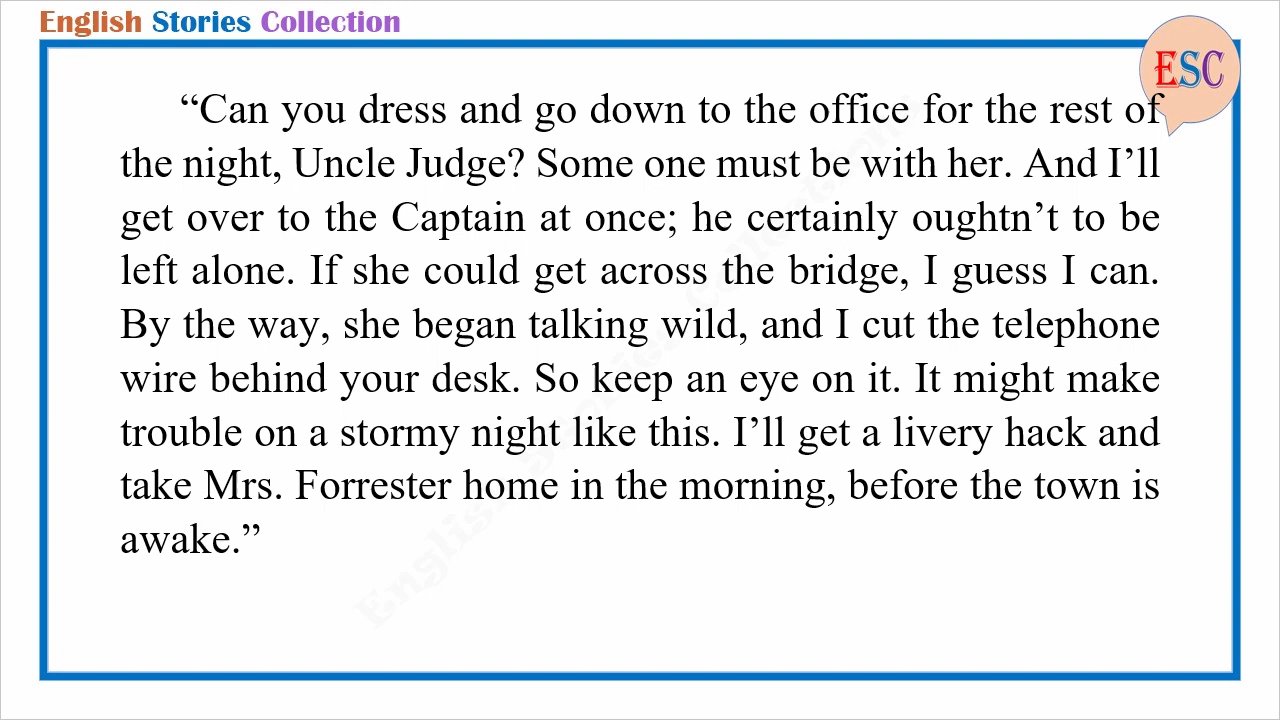 English Stories Collection
ESC
“Can you dress and go down to the office for the rest of
the night, Uncle Judge? Some one must be with her. And I’ll
get over to the Captain at once; he certainly oughtn’t to be
left alone. If she could get across the bridge, I guess I can.
By the way, she began talking wild, and I cut the telephone
wire behind your desk. So keep an eye on it. It might make
trouble on a stormy night like this. I’ll get a livery hack and
take Mrs. Forrester home in the morning, before the town is
awake.”
English Stories Collection